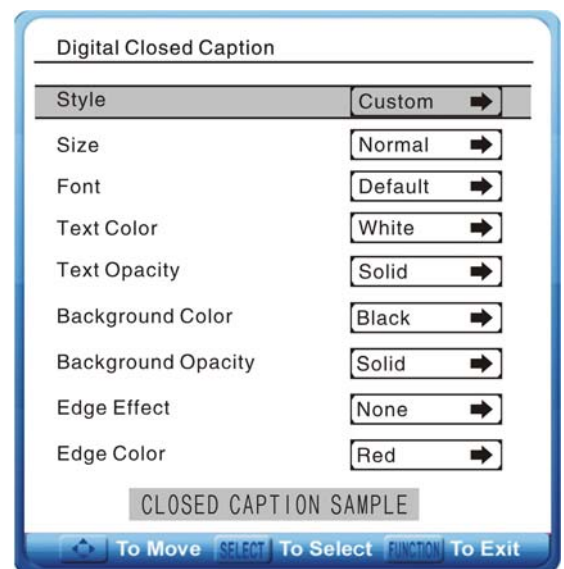 Digital Closed Caption
Style Custom
Size Normal
Font Default
Text Color White
Text Opacity Solid
Background Color Black
Background Opacity Solid
Edge Effect None
Edge Color Red
CLOSED CAPTION SAMPLE
To Move SELECT To Select FUNCTION To Exit